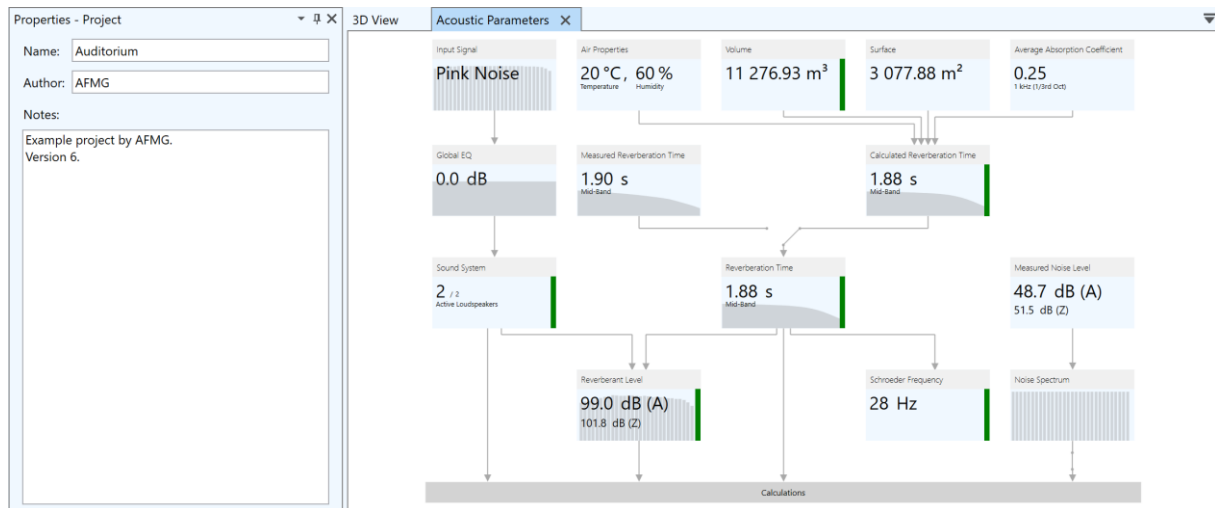 Properties - Project
3D View
Acoustic Parameters
Name:
Auditorium
Author:
AFMG
Notes:
Example project by AFMG.
Version 6.
Input Signal
Pink Noise
Air Properties
20 °C, 60 %
Temperature Humidity
Volume
11 276.93 m³
Surface
3 077.88 m²
Average Absorption Coefficient
0.25
1 kHz (1/3rd Oct)
Global EQ
0.0 dB
Measured Reverberation Time
1.90 s
Mid-Band
Calculated Reverberation Time
1.88 s
Mid-Band
Sound System
2 / 2
Active Loudspeakers
Reverberation Time
1.88 s
Mid-Band
Measured Noise Level
48.7 dB (A)
51.5 dB (Z)
Reverberant Level
99.0 dB (A)
101.8 dB (Z)
Schroeder Frequency
28 Hz
Noise Spectrum
Calculations